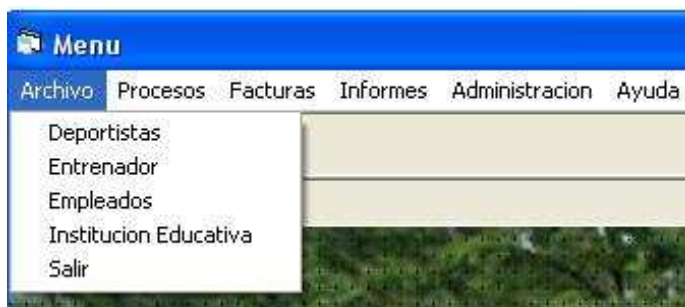 Menu
Archivo Procesos Facturas Informes Administracion Ayuda
Deportistas
Entrenador
Empleados
Institucion Educativa
Salir